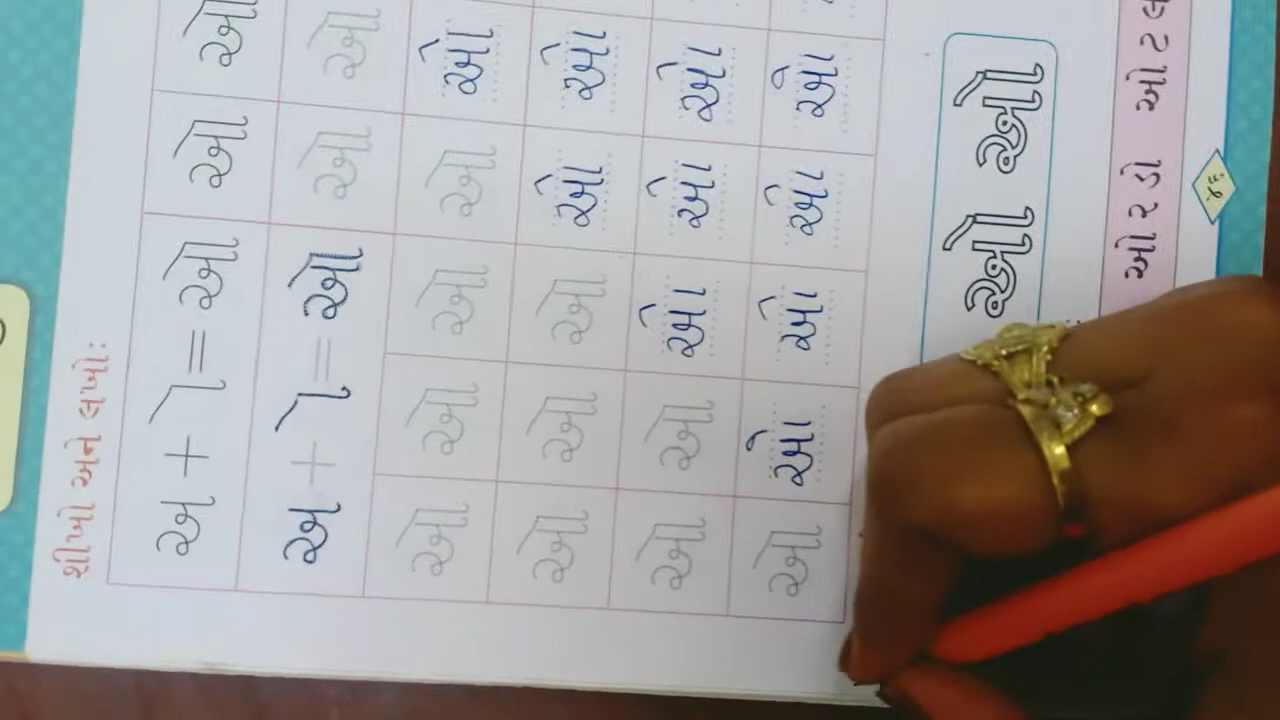 શીખો અને લખો:
અ + ો = ઓ ઓ ઓ
અ + ો = ઓ ઓ ઓ
ઓ ઓ ઓ ઓ ઓ
ઓ ઓ ઓ ઓ ઓ
ઓ ઓ ઓ ઓ ઓ
ઓ ઓ ઓ ઓ ઓ
ઓ ઓ
ઓ ર ડો ઓ ટ લ